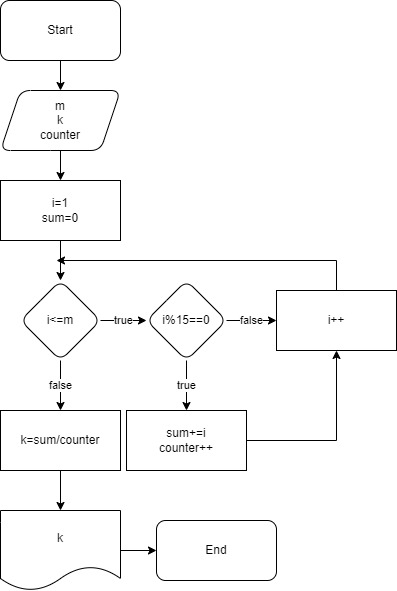 Start
m
k
counter
i=1
sum=0
i<=m
true
i%15==0
false
i++
false
true
k=sum/counter
sum+=i
counter++
k
End